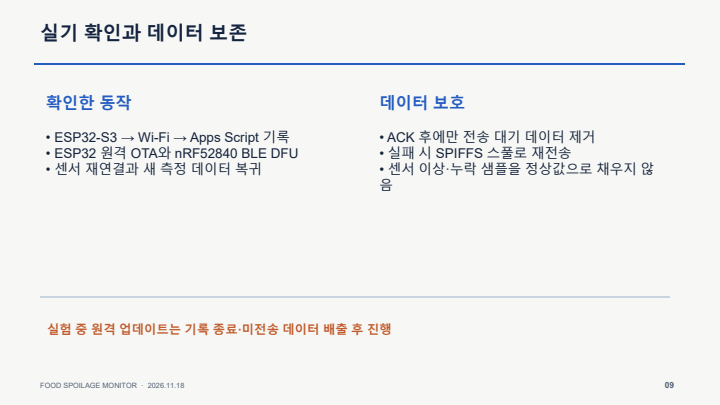 실기 확인과 데이터 보존
확인한 동작
• ESP32-S3 → Wi-Fi → Apps Script 기록
• ESP32 원격 OTA와 nRF52840 BLE DFU
• 센서 재연결과 새 측정 데이터 복귀
데이터 보호
• ACK 후에만 전송 대기 데이터 제거
• 실패 시 SPIFFS 스풀로 재전송
• 센서 이상·누락 샘플을 정상값으로 채우지 않
음
실험 중 원격 업데이트는 기록 종료·미전송 데이터 배출 후 진행
FOOD SPOILAGE MONITOR · 2026.11.18
09